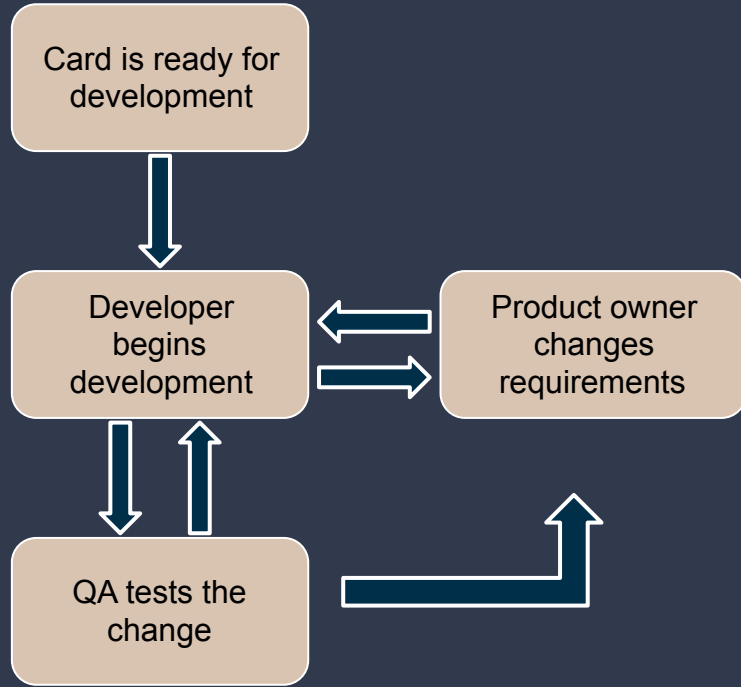 Card is ready for
development
Developer
begins
development
Product owner
changes
requirements
QA tests the
change